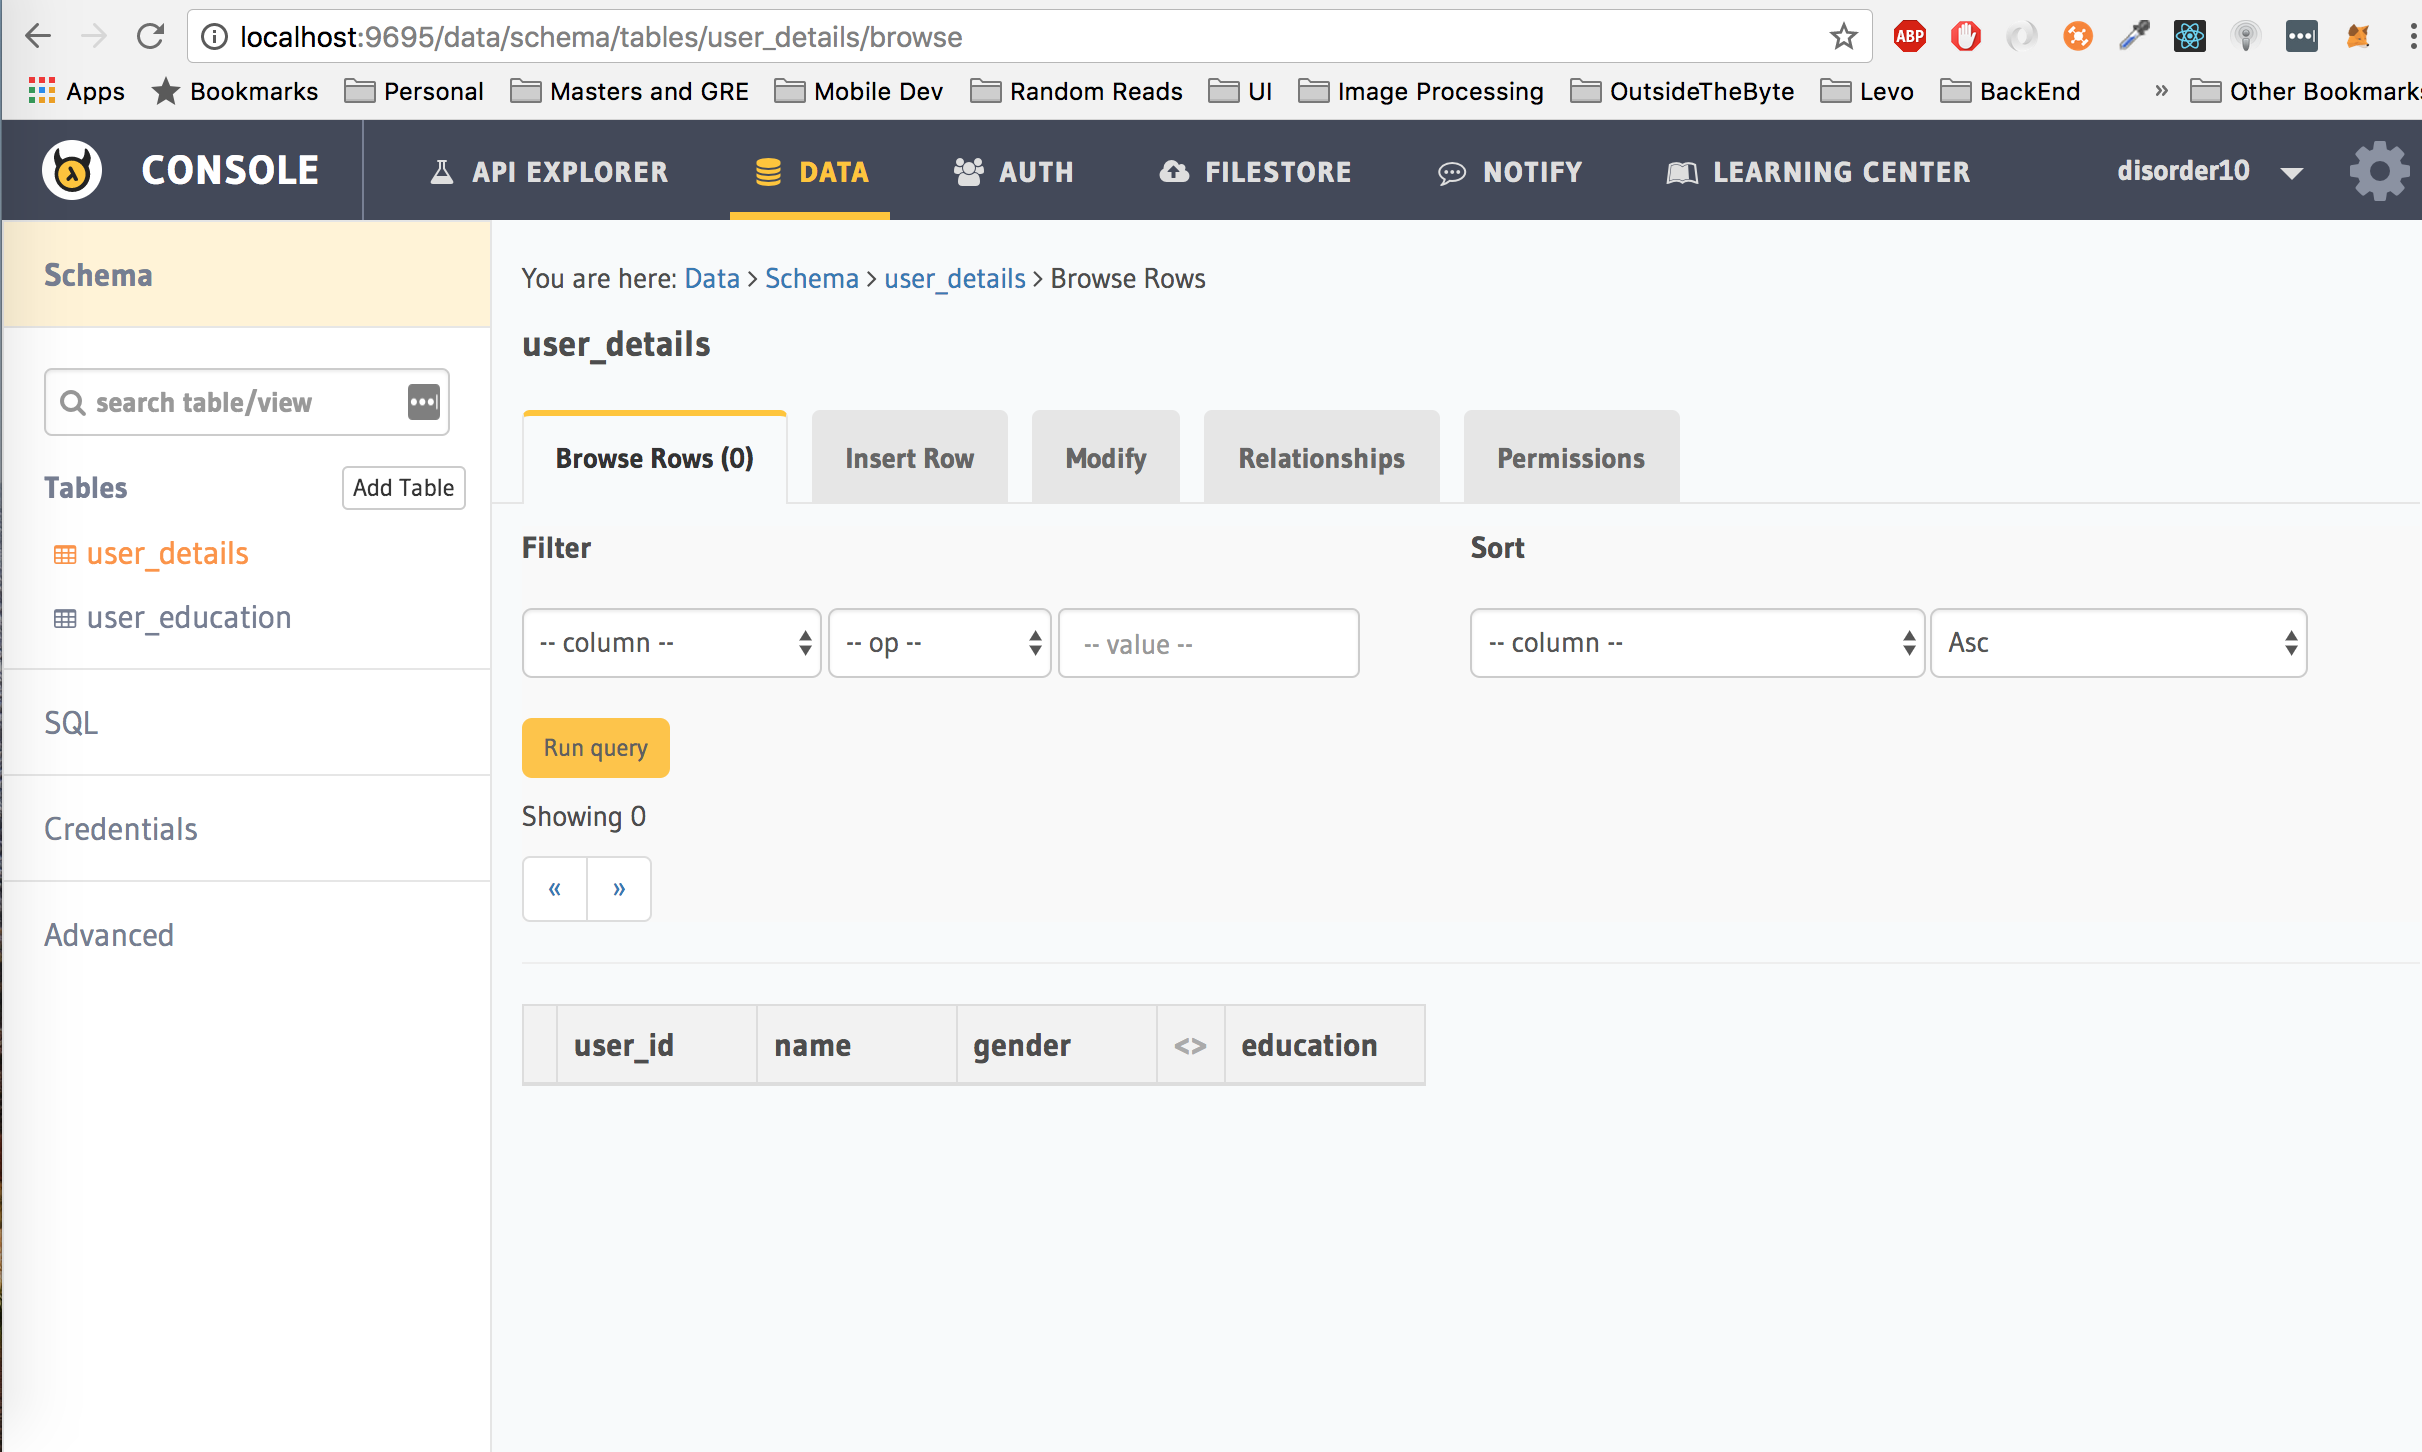 localhost:9695/data/schema/tables/user_details/browse
ABP
Apps Bookmarks Personal Masters and GRE Mobile Dev Random Reads UI Image Processing OutsideTheByte Levo BackEnd » Other Bookmarks
CONSOLE API EXPLORER DATA AUTH FILESTORE NOTIFY LEARNING CENTER disorder10
Schema
search table/view
Tables Add Table
user_details
user_education
SQL
Credentials
Advanced
You are here: Data > Schema > user_details > Browse Rows
user_details
Browse Rows (0) Insert Row Modify Relationships Permissions
Filter Sort
-- column -- -- op -- -- value -- -- column -- Asc
Run query
Showing 0
« »
user_id name gender <> education